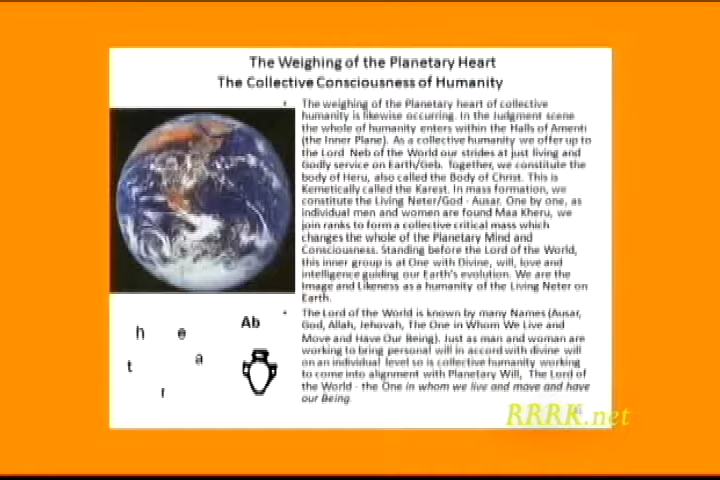 The Weighing of the Planetary Heart
The Collective Consciousness of Humanity
The weighing of the Planetary heart of collective
humanity is likewise occurring. In the Judgment scene
the whole of humanity enters within the Halls of Amenti
(the Inner Plane). As a collective humanity we offer up to
the Lord Neb of the World our strides at just living and
Godly service on Earth/Geb. Together, we constitute the
body of Heru, also called the Body of Christ. This is
Kemetically called the Karest. In mass formation, we
constitute the Living Neter/God - Ausar. One by one, as
individual men and women are found Maa Kheru, we
join ranks to form a collective critical mass which
changes the whole of the Planetary Mind and
Consciousness. Standing before the Lord of the World,
this inner group is at One with Divine, will, love and
intelligence guiding our Earth's evolution. We are the
Image and Likeness as a humanity of the Living Neter on
Earth.
The Lord of the World is known by many Names (Ausar,
God, Allah, Jehovah, The One in Whom We Live and
Move and Have Our Being). Just as man and woman are
working to bring personal will in accord with divine will
on an individual level so is collective humanity working
to come into alignment with Planetary Will, The Lord of
the World - the One in whom we live and move and have
our Being.
Ab
h e
t a
r
RRRK.net